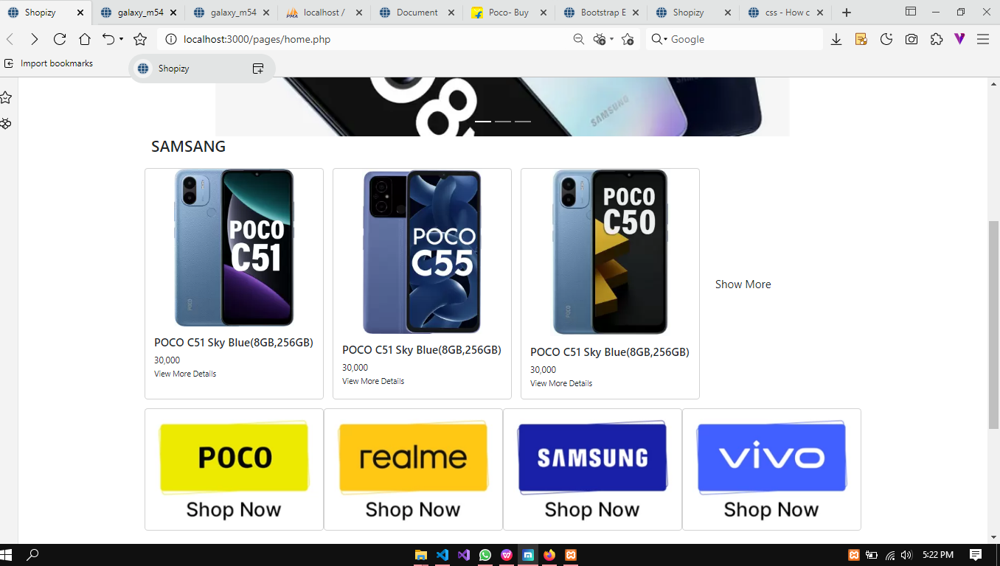 Shopizy
galaxy_m54
galaxy_m54
PMA
localhost /
Document
Poco- Buy
Bootstrap E
Shopizy
css - How c
localhost:3000/pages/home.php
Google
Import bookmarks
Shopizy
C8
SAMSUNG
SAMSANG
POCO
C51
POCO
POCO
C55
POCO
C50
POCO
Show More
POCO C51 Sky Blue(8GB,256GB)
30,000
View More Details
POCO C51 Sky Blue(8GB,256GB)
30,000
View More Details
POCO C51 Sky Blue(8GB,256GB)
30,000
View More Details
POCO
Shop Now
realme
Shop Now
SAMSUNG
Shop Now
vivo
Shop Now
5:22 PM